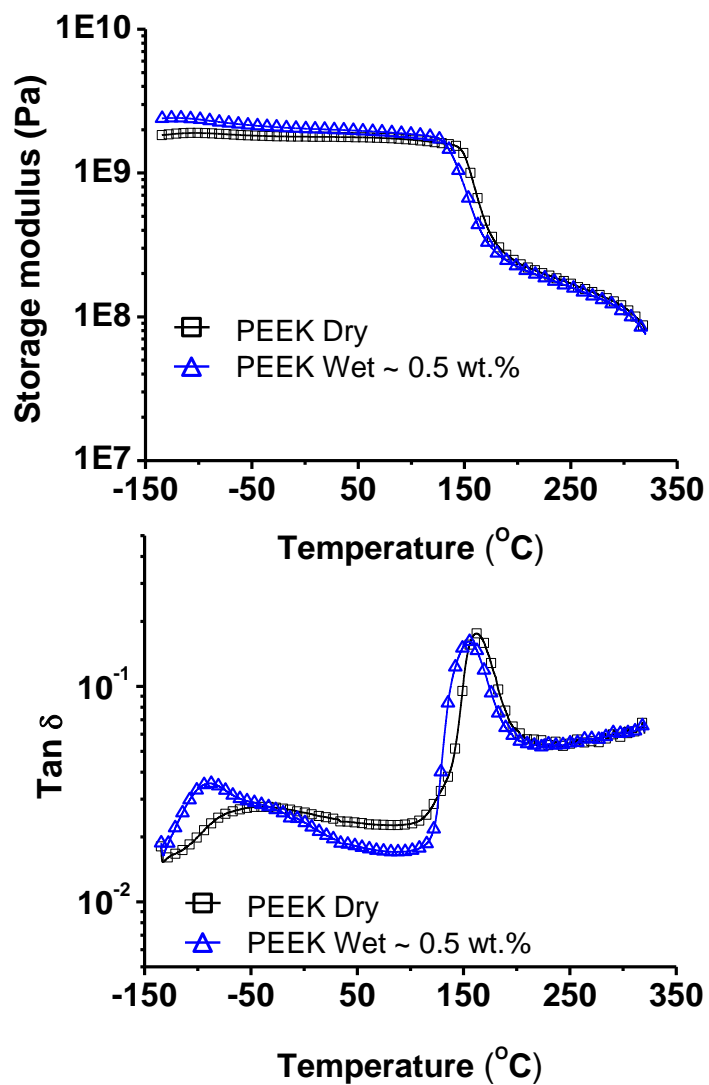 1E10
1E9
1E8
1E7
Storage modulus (Pa)
PEEK Dry
PEEK Wet ~ 0.5 wt.%
-150 -50 50 150 250 350
Temperature (°C)
10⁻¹
10⁻²
Tan δ
PEEK Dry
PEEK Wet ~ 0.5 wt.%
-150 -50 50 150 250 350
Temperature (°C)